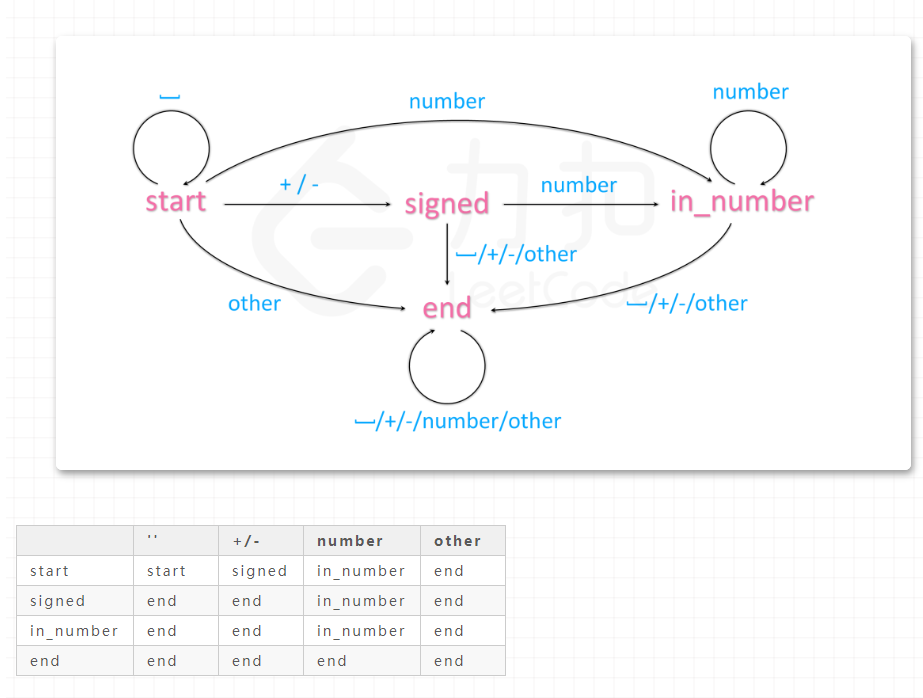 ⎵
number
number
+ / -
number
start
signed
in_number
力扣
LeetCode
⎵/+/-/other
other
⎵/+/-/other
end
⎵/+/-/number/other
'' +/- number other
start start signed in_number end
signed end end in_number end
in_number end end in_number end
end end end end end